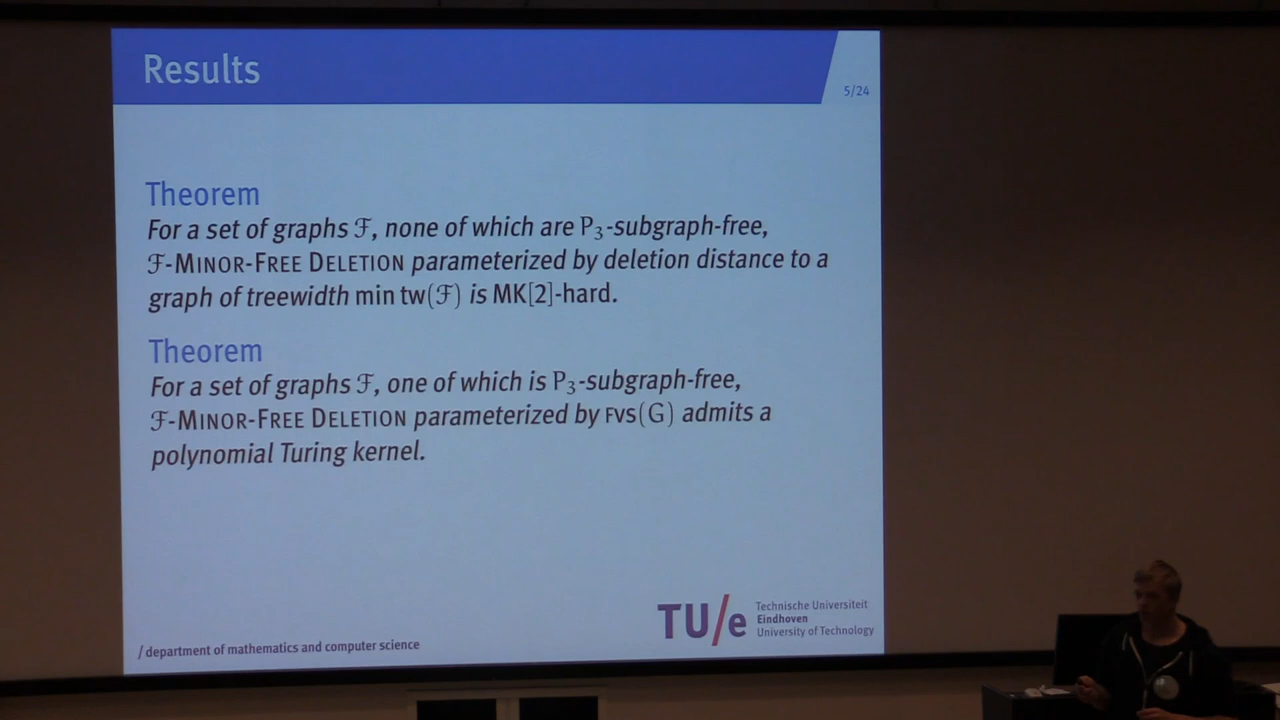 Results
5/24
Theorem
For a set of graphs ℱ, none of which are P₃-subgraph-free,
ℱ-MINOR-FREE DELETION parameterized by deletion distance to a
graph of treewidth min tw(ℱ) is MK[2]-hard.
Theorem
For a set of graphs ℱ, one of which is P₃-subgraph-free,
ℱ-MINOR-FREE DELETION parameterized by FVS(G) admits a
polynomial Turing kernel.
/ department of mathematics and computer science
TU/e
Technische Universiteit
Eindhoven
University of Technology